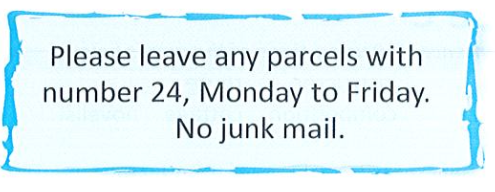 Please leave any parcels with
number 24, Monday to Friday.
No junk mail.